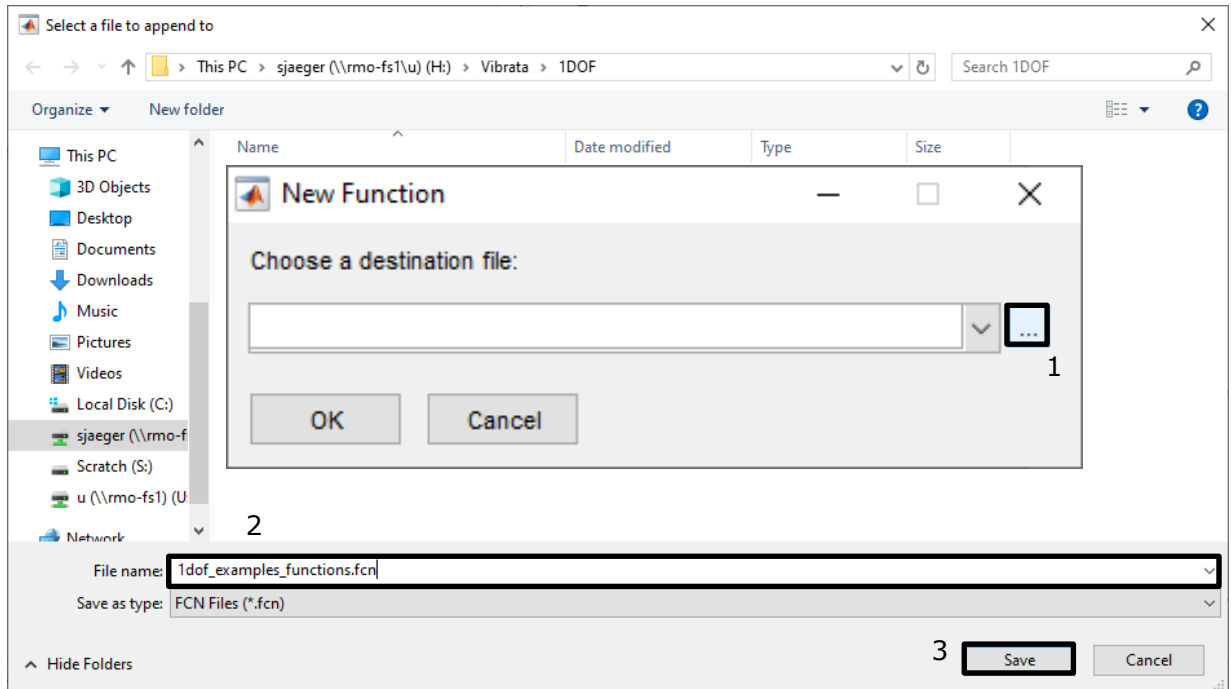 Select a file to append to
This PC > sjaeger (\\rmo-fs1\u) (H:) > Vibrata > 1DOF
Search 1DOF
Organize
New folder
Name
Date modified
Type
Size
This PC
3D Objects
Desktop
Documents
Downloads
Music
Pictures
Videos
Local Disk (C:)
sjaeger (\\rmo-f
Scratch (S:)
u (\\rmo-fs1) (U:
Network
New Function
Choose a destination file:
...
1
OK
Cancel
2
File name: 1dof_examples_functions.fcn
Save as type: FCN Files (*.fcn)
Hide Folders
3
Save
Cancel